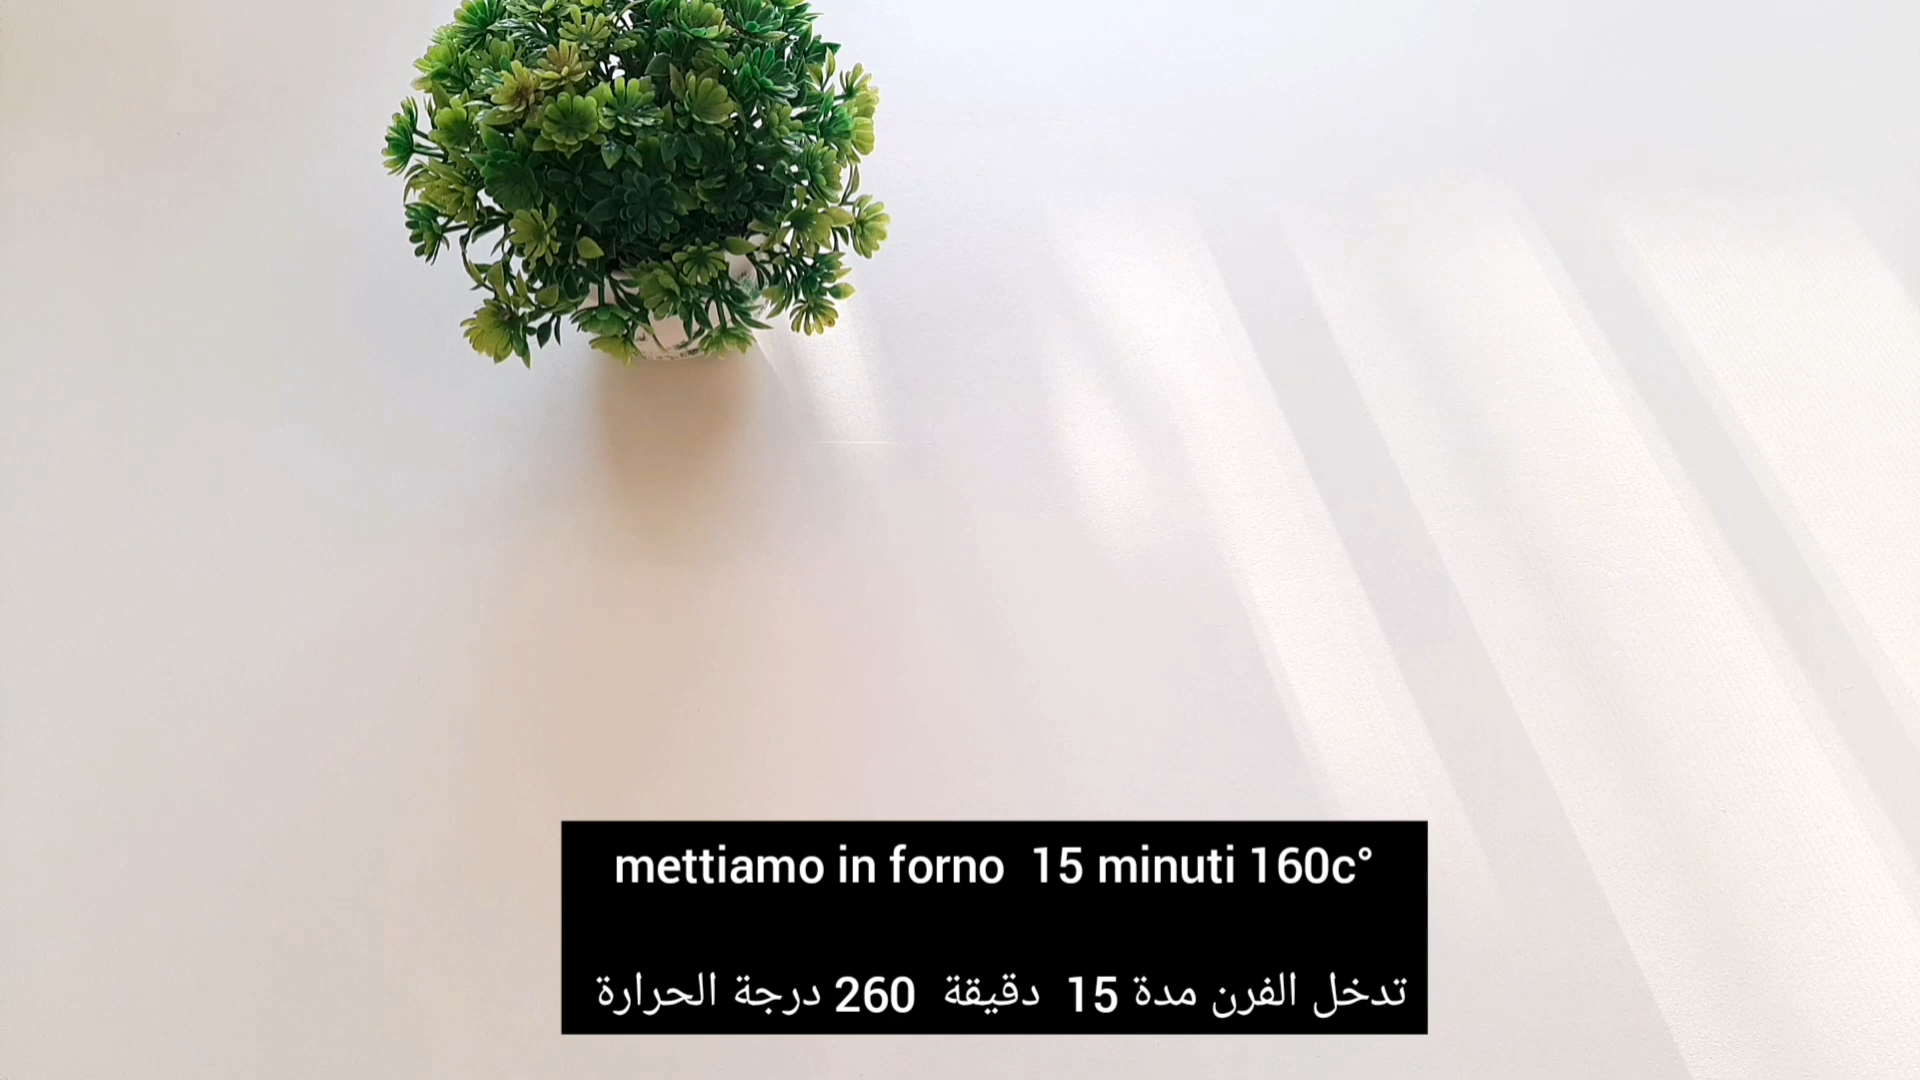 mettiamo in forno 15 minuti 160c°
تدخل الفرن مدة 15 دقيقة 260 درجة الحرارة